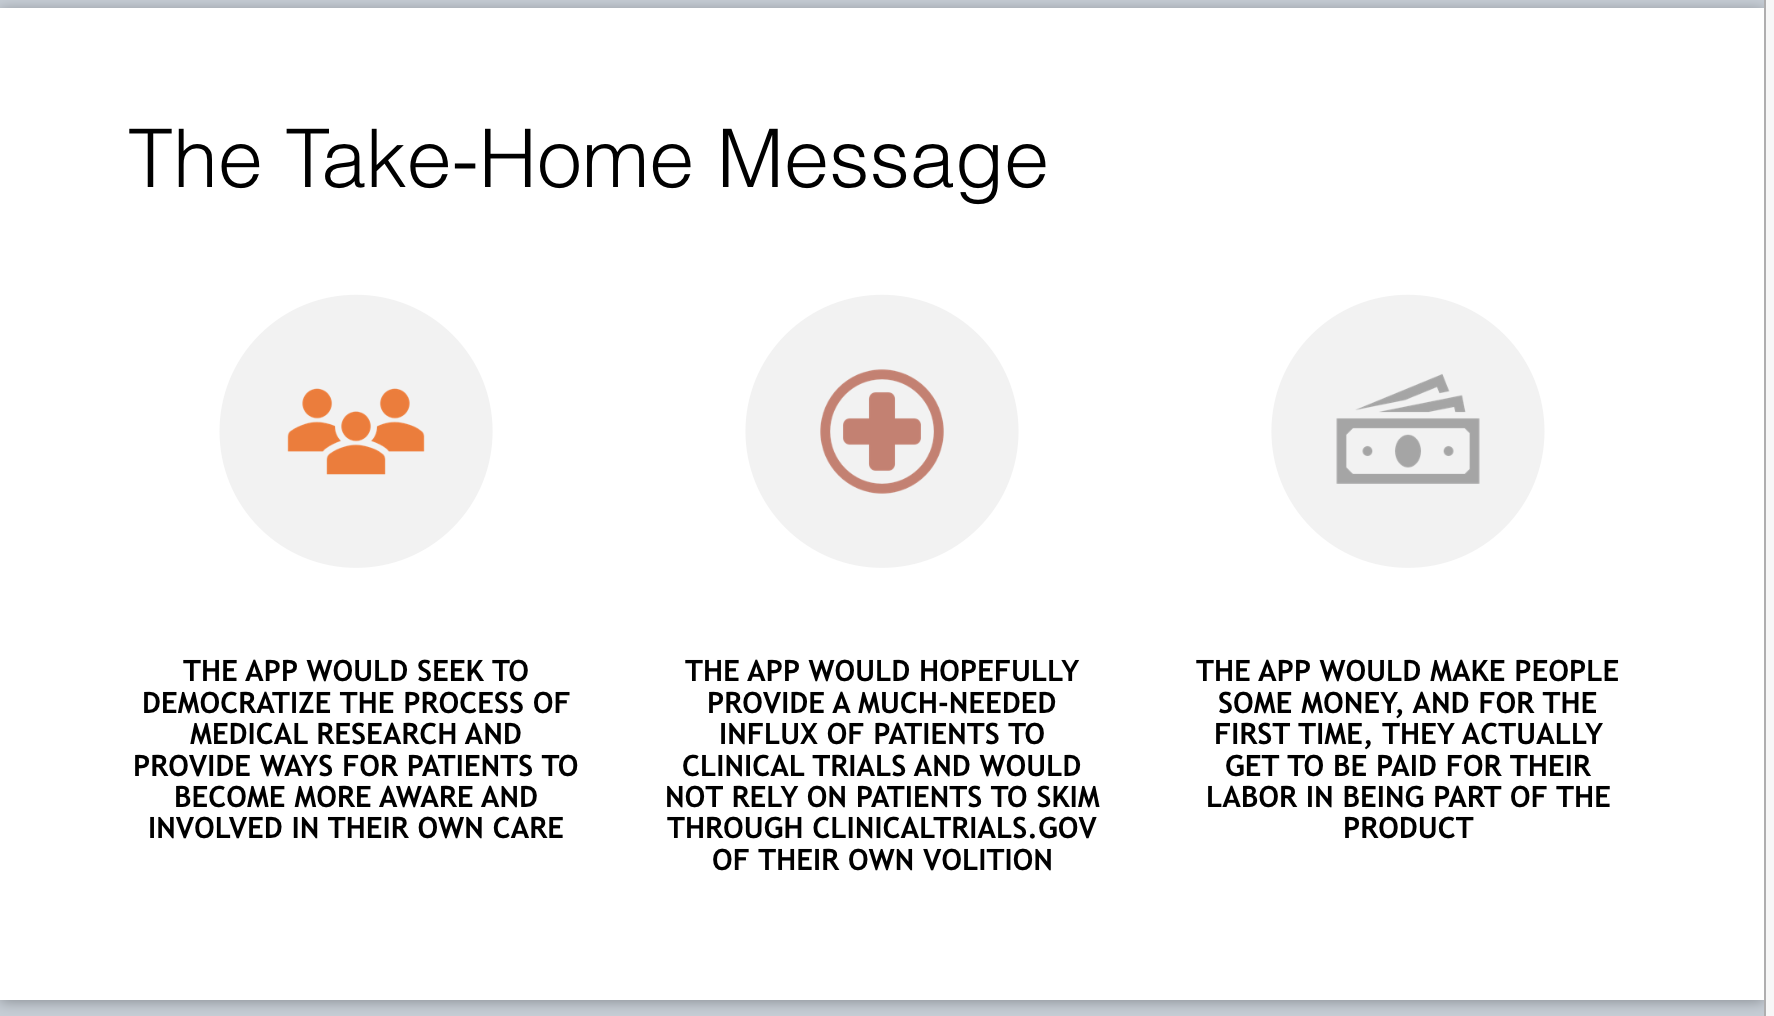 The Take-Home Message
THE APP WOULD SEEK TO
DEMOCRATIZE THE PROCESS OF
MEDICAL RESEARCH AND
PROVIDE WAYS FOR PATIENTS TO
BECOME MORE AWARE AND
INVOLVED IN THEIR OWN CARE
THE APP WOULD HOPEFULLY
PROVIDE A MUCH-NEEDED
INFLUX OF PATIENTS TO
CLINICAL TRIALS AND WOULD
NOT RELY ON PATIENTS TO SKIM
THROUGH CLINICALTRIALS.GOV
OF THEIR OWN VOLITION
THE APP WOULD MAKE PEOPLE
SOME MONEY, AND FOR THE
FIRST TIME, THEY ACTUALLY
GET TO BE PAID FOR THEIR
LABOR IN BEING PART OF THE
PRODUCT